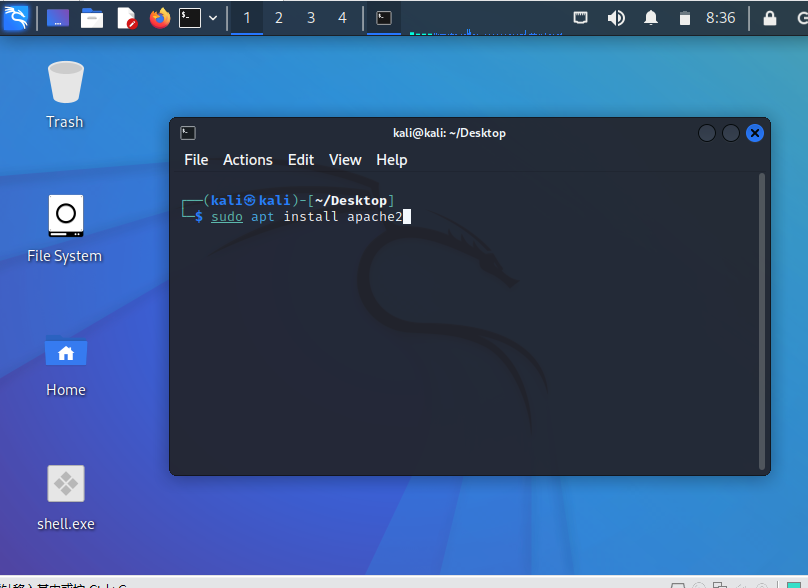 1 2 3 4 8:36
Trash
kali@kali: ~/Desktop
File Actions Edit View Help
┌──(kali㉿kali)-[~/Desktop]
└─$ sudo apt install apache2
File System
Home
shell.exe